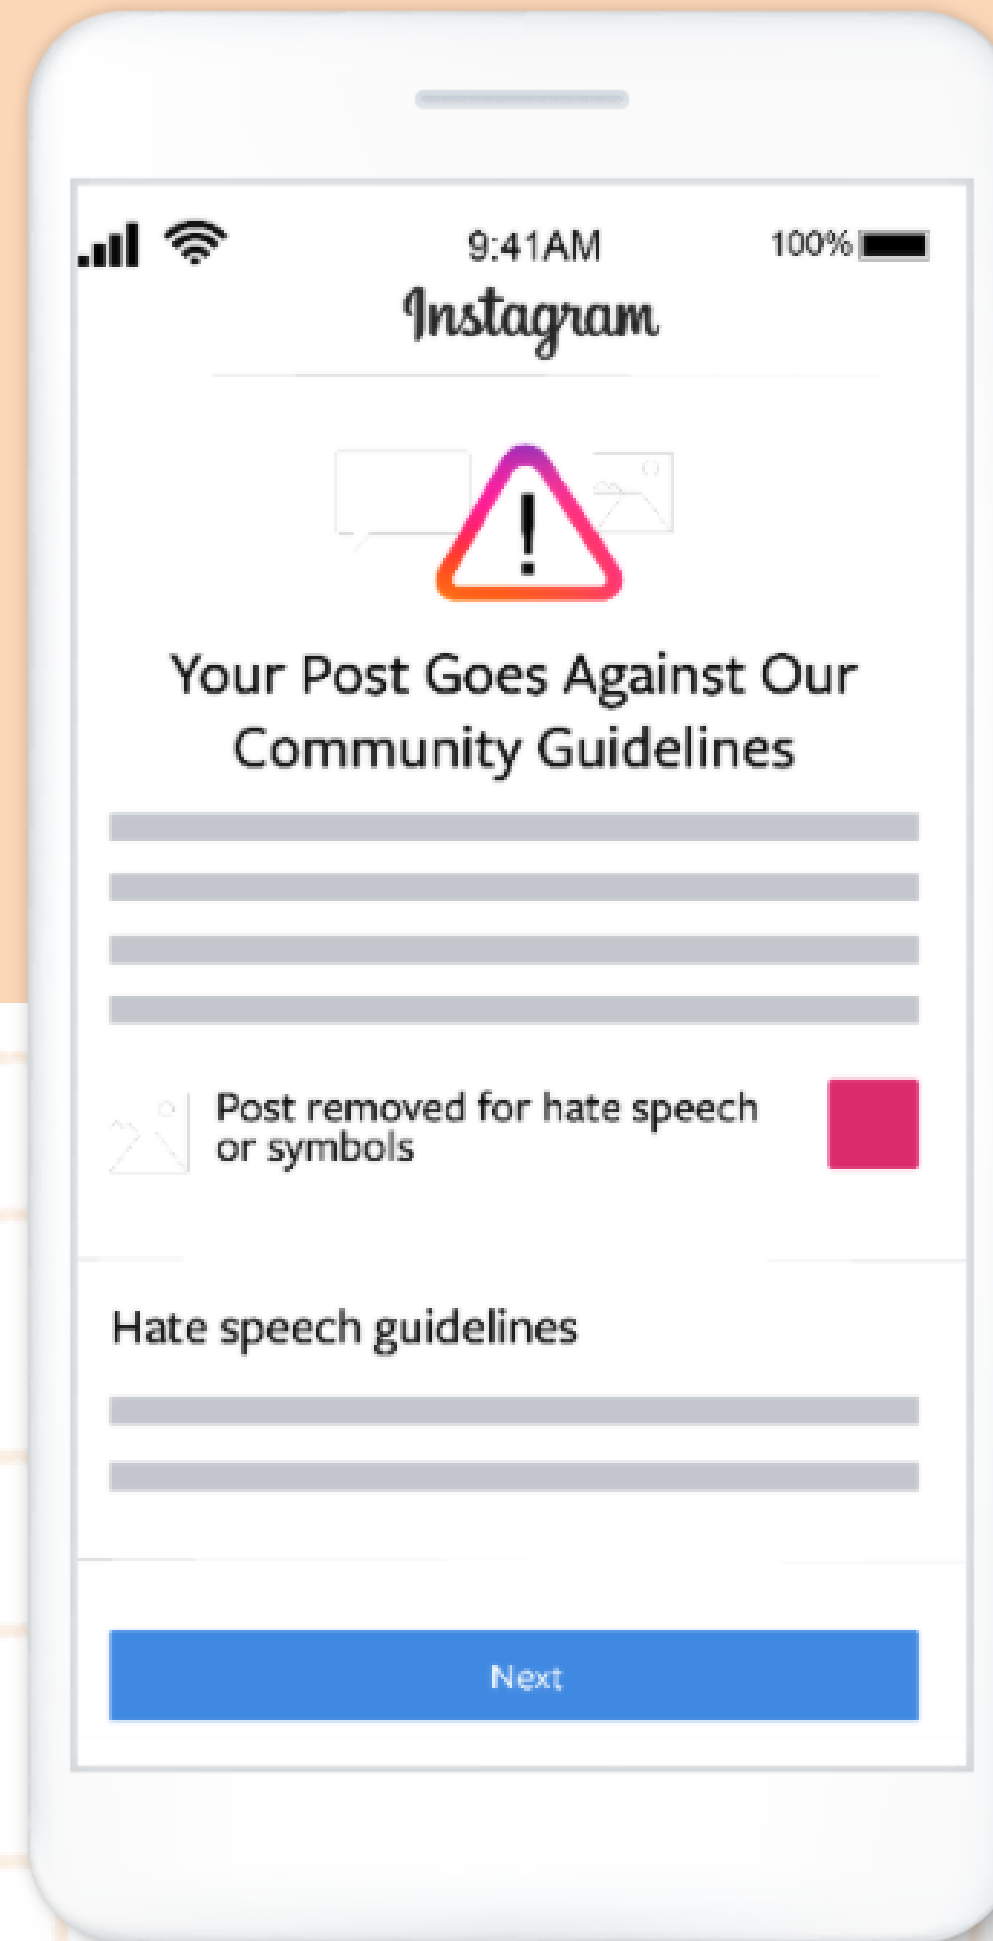 9:41AM 100%
Instagram
!
Your Post Goes Against Our
Community Guidelines
Post removed for hate speech
or symbols
Hate speech guidelines
Next